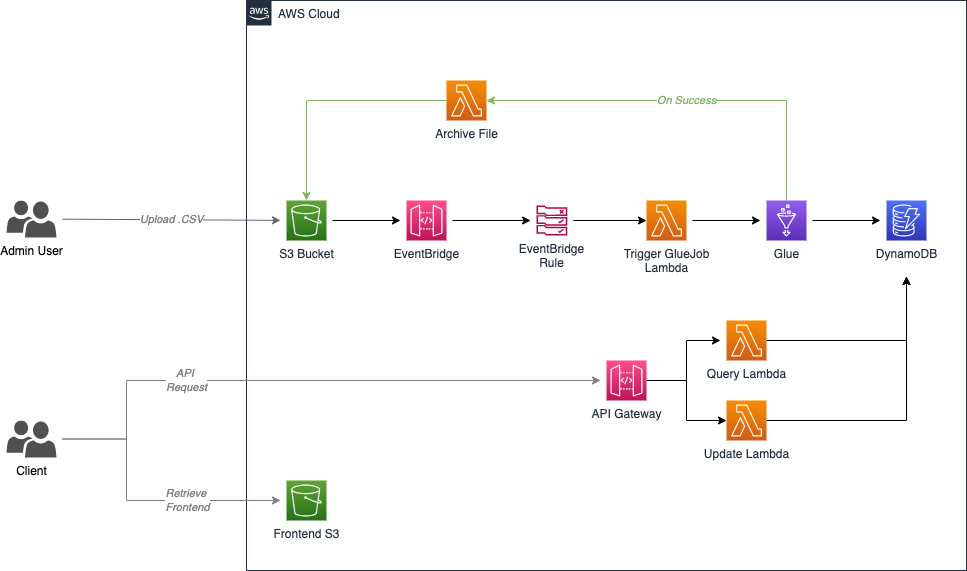 aws
AWS Cloud
On Success
Archive File
Upload .CSV
Admin User
S3 Bucket
EventBridge
EventBridge
Rule
Trigger GlueJob
Lambda
Glue
DynamoDB
API
Request
API Gateway
Query Lambda
Update Lambda
Client
Retrieve
Frontend
Frontend S3